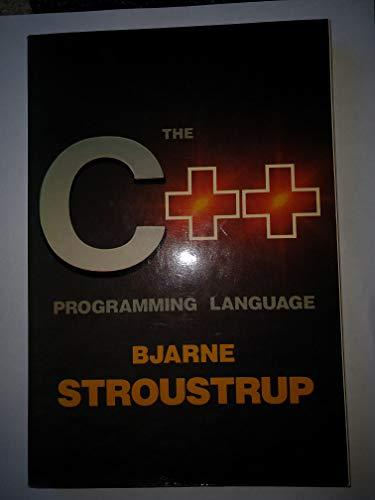 THE
C++
PROGRAMMING LANGUAGE
BJARNE
STROUSTRUP